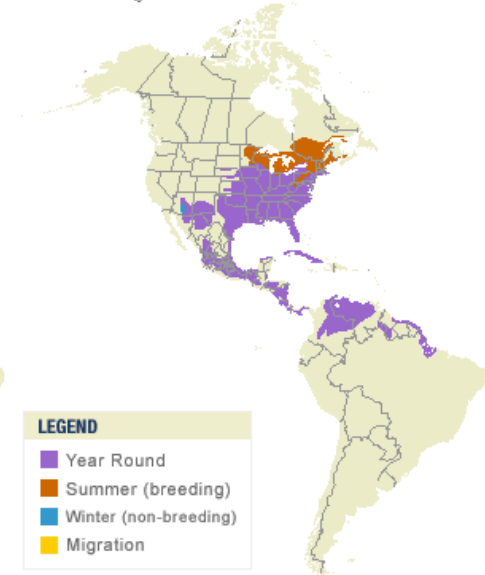 LEGEND
Year Round
Summer (breeding)
Winter (non-breeding)
Migration